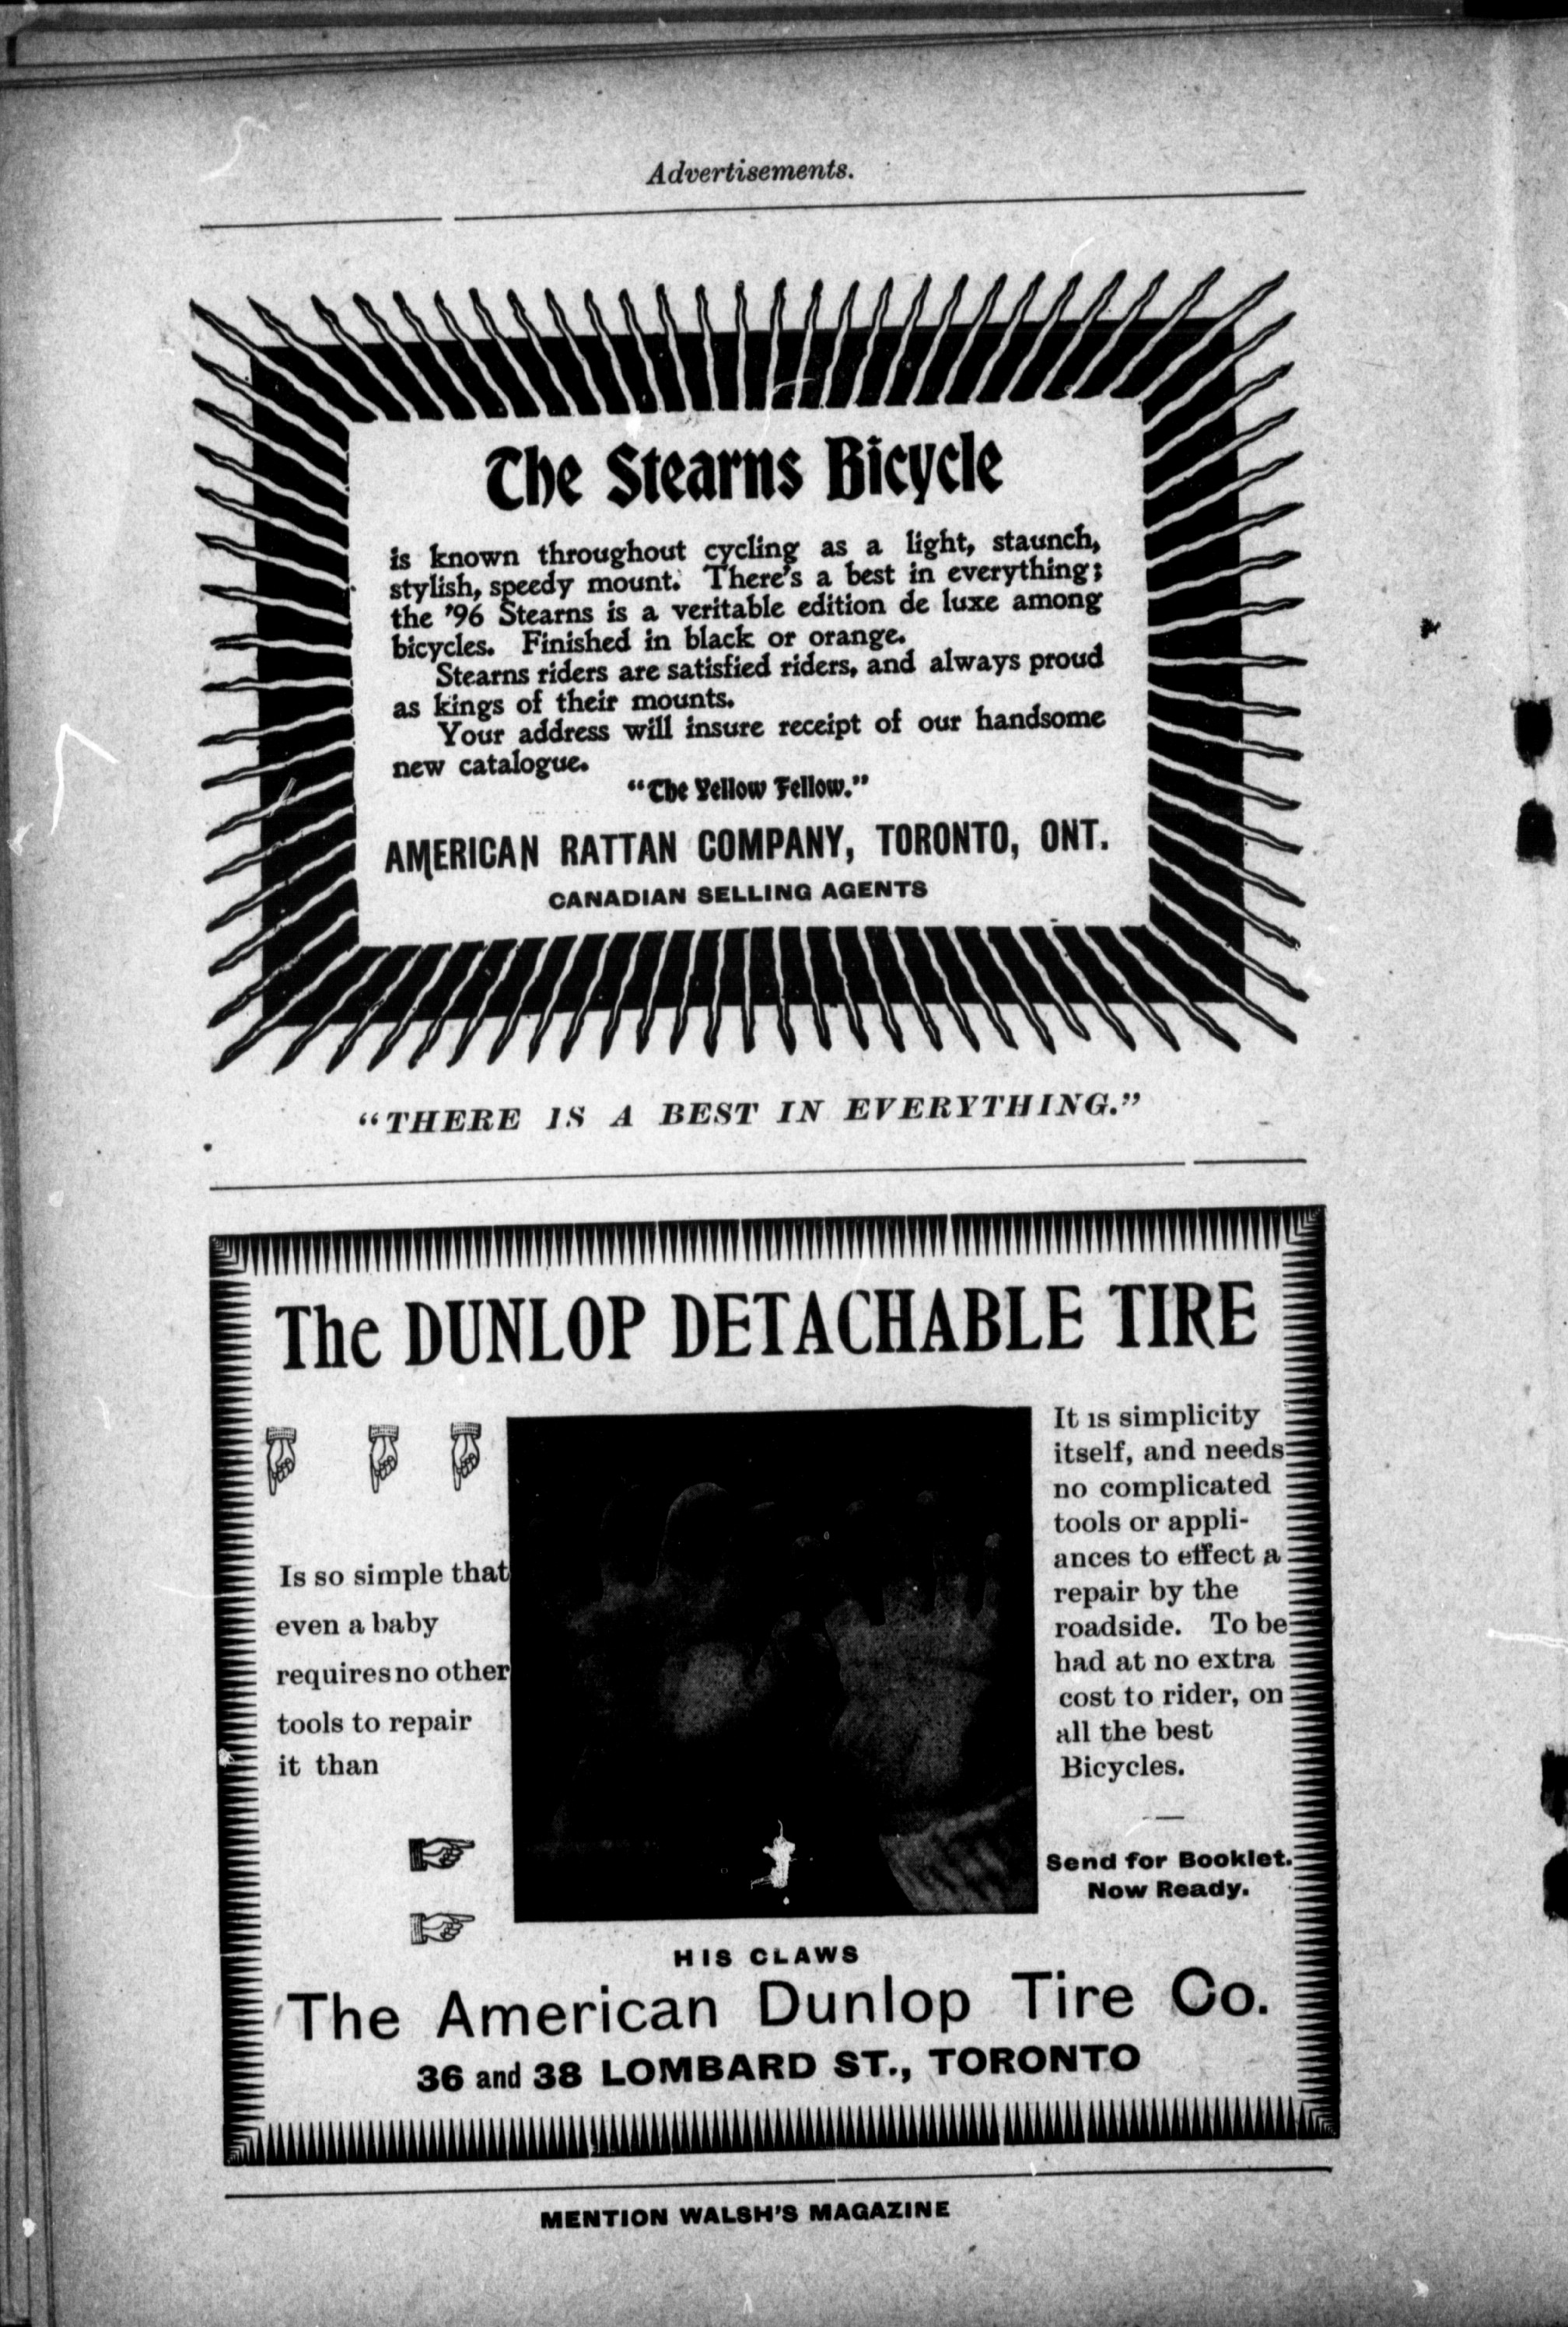 Advertisements.
The Stearns Bicycle
is known throughout cycling as a light, staunch,
stylish, speedy mount. There's a best in everything;
the '96 Stearns is a veritable edition de luxe among
bicycles. Finished in black or orange.
Stearns riders are satisfied riders, and always proud
as kings of their mounts.
Your address will insure receipt of our handsome
new catalogue.
"The Yellow Fellow."
AMERICAN RATTAN COMPANY, TORONTO, ONT.
CANADIAN SELLING AGENTS
"THERE IS A BEST IN EVERYTHING."
The DUNLOP DETACHABLE TIRE
Is so simple that
even a baby
requires no other
tools to repair
it than
It is simplicity
itself, and needs
no complicated
tools or appli-
ances to effect a
repair by the
roadside. To be
had at no extra
cost to rider, on
all the best
Bicycles.
Send for Booklet.
Now Ready.
HIS CLAWS
The American Dunlop Tire Co.
36 and 38 LOMBARD ST., TORONTO
MENTION WALSH'S MAGAZINE